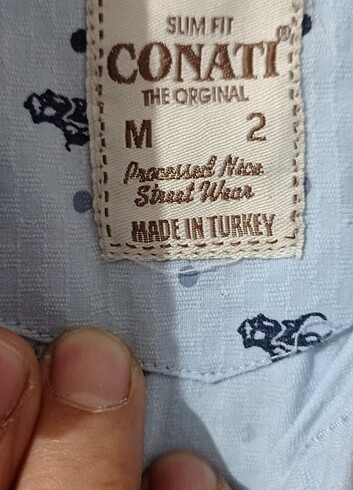 SLIM FIT
CONATI®
THE ORGINAL
M 2
Processed Nice
Street Wear
MADE IN TURKEY